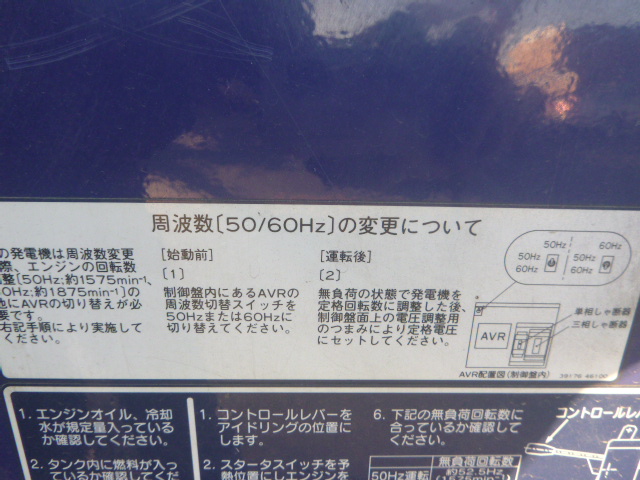 周波数〔50/60Hz〕の変更について
の発電機は周波数変更
際、エンジンの回転数
整〔50Hz:約1575min⁻¹、
0Hz:約1875min⁻¹〕の
他にAVRの切り替えが必
要です。
右記手順により実施して
ください。
[始動前]
[1]
制御盤内にあるAVRの
周波数切替スイッチを
50Hzまたは60Hzに
切り替えてください。
[運転後]
[2]
無負荷の状態で発電機を
定格回転数に調整した後、
制御盤面上の電圧調整用
のつまみにより定格電圧
にセットしてください。
50Hz
60Hz
50Hz
50Hz
60Hz
60Hz
AVR
単相しゃ断器
三相しゃ断器
AVR配置図(制御盤内)
39179 46100
1. エンジンオイル、冷却
水が規定量入っている
か確認してください。
2. タンク内に燃料が入っ
ているか確認してくだ
1. コントロールレバーを
アイドリングの位置に
します。
2. スタータスイッチを予
熱位置にしエンジンを
6. 下記の無負荷回転数に
合っているか確認して
ください。
無負荷回転数
50Hz運転
約52.5Hz
(1575min⁻¹)
コントロールレ